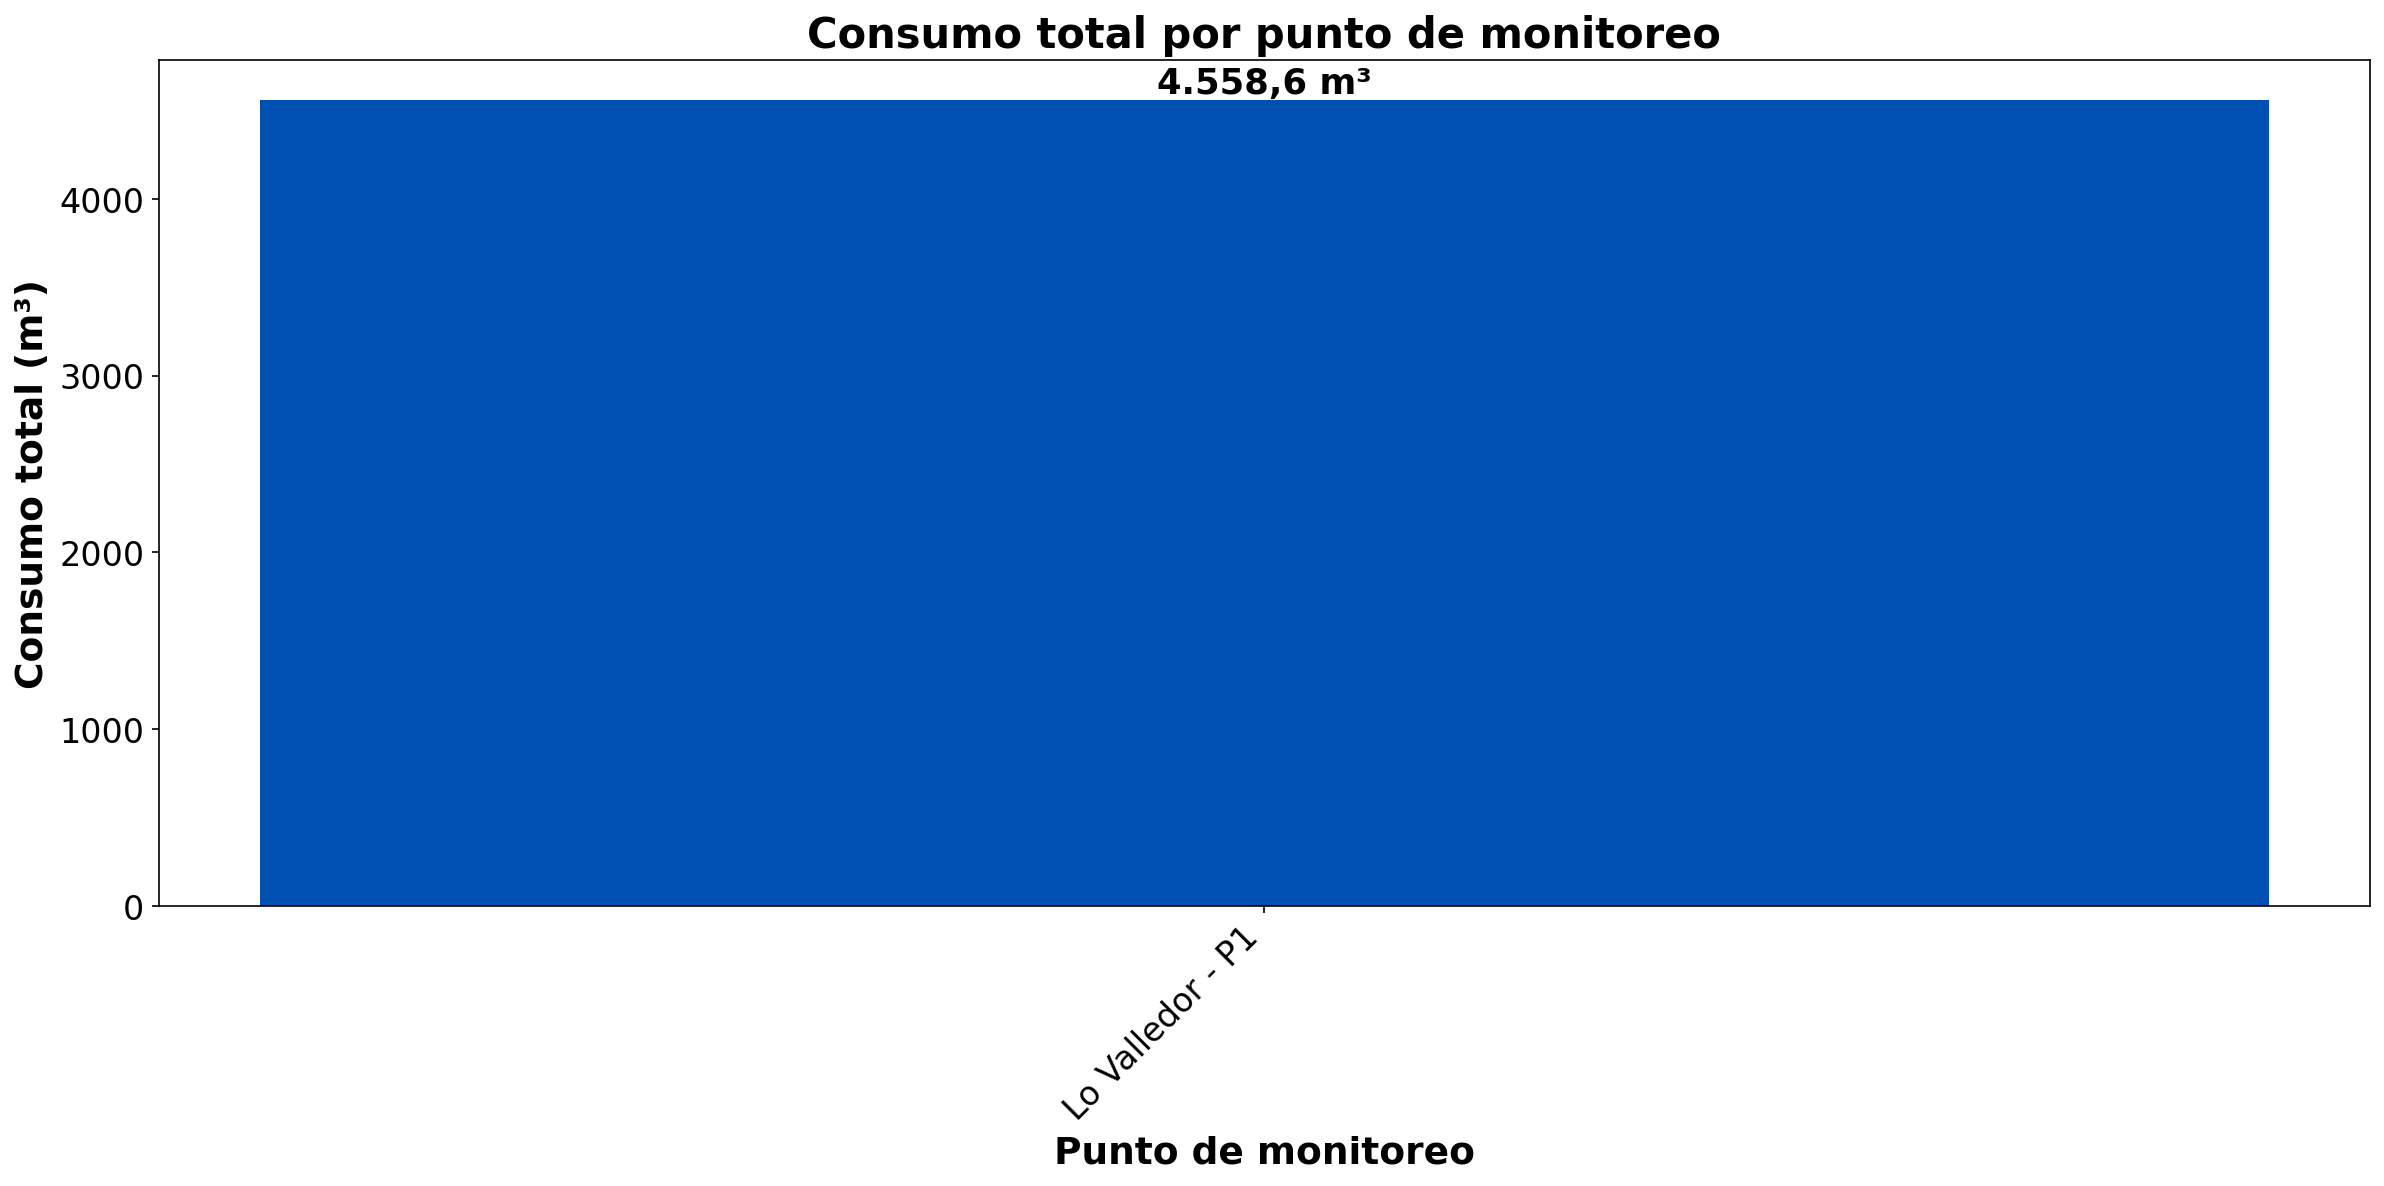 Consumo total por punto de monitoreo
4.558,6 m³
Consumo total (m³)
4000
3000
2000
1000
0
Lo Valledor - P1
Punto de monitoreo